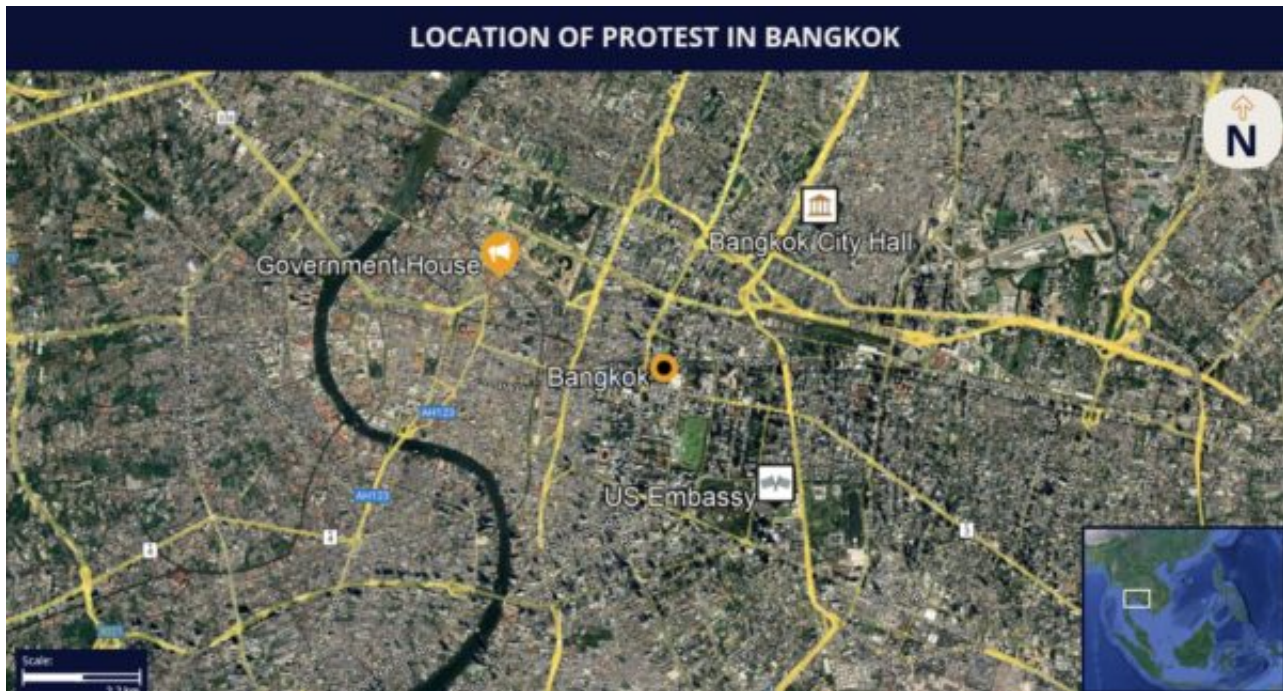 LOCATION OF PROTEST IN BANGKOK
N
Bangkok City Hall
Government House
Bangkok
AH123
US Embassy
AH123
Scale: